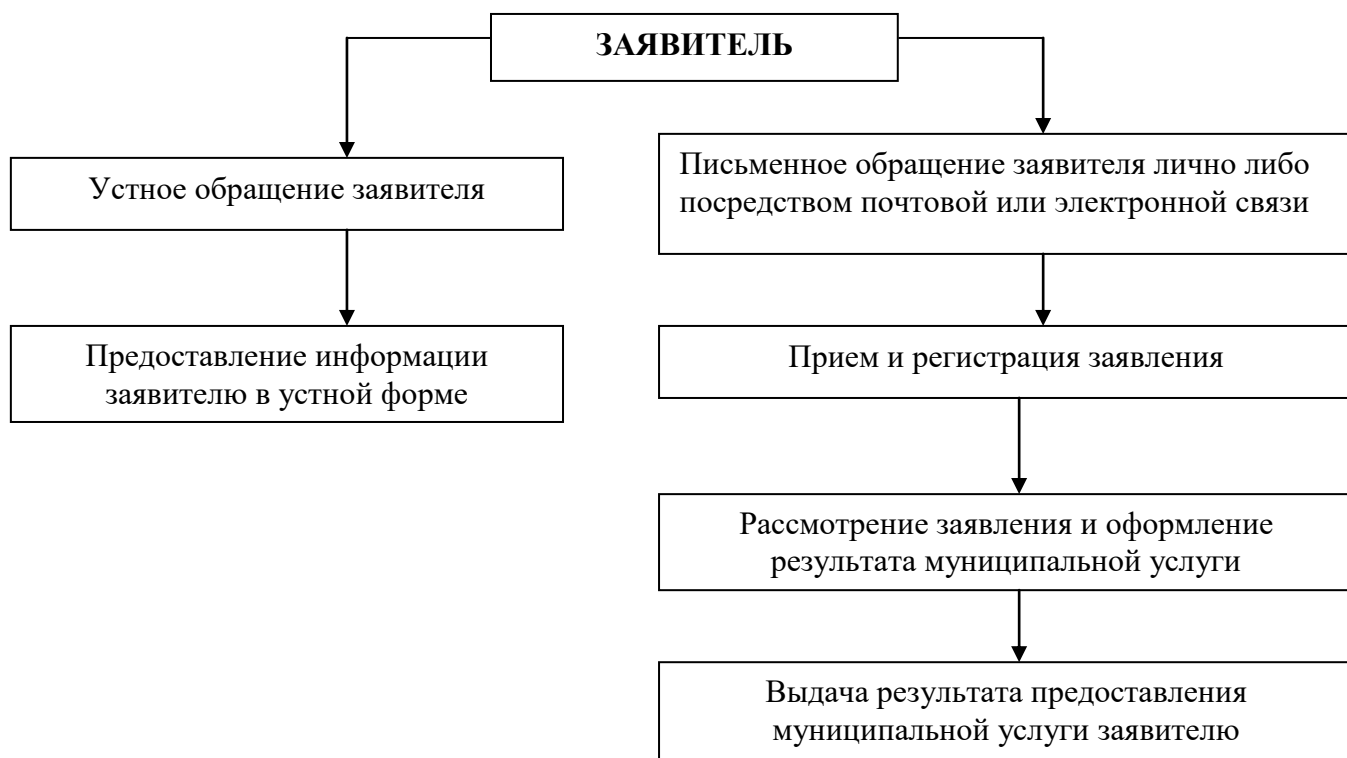 ЗАЯВИТЕЛЬ
Устное обращение заявителя
Предоставление информации
заявителю в устной форме
Письменное обращение заявителя лично либо
посредством почтовой или электронной связи
Прием и регистрация заявления
Рассмотрение заявления и оформление
результата муниципальной услуги
Выдача результата предоставления
муниципальной услуги заявителю